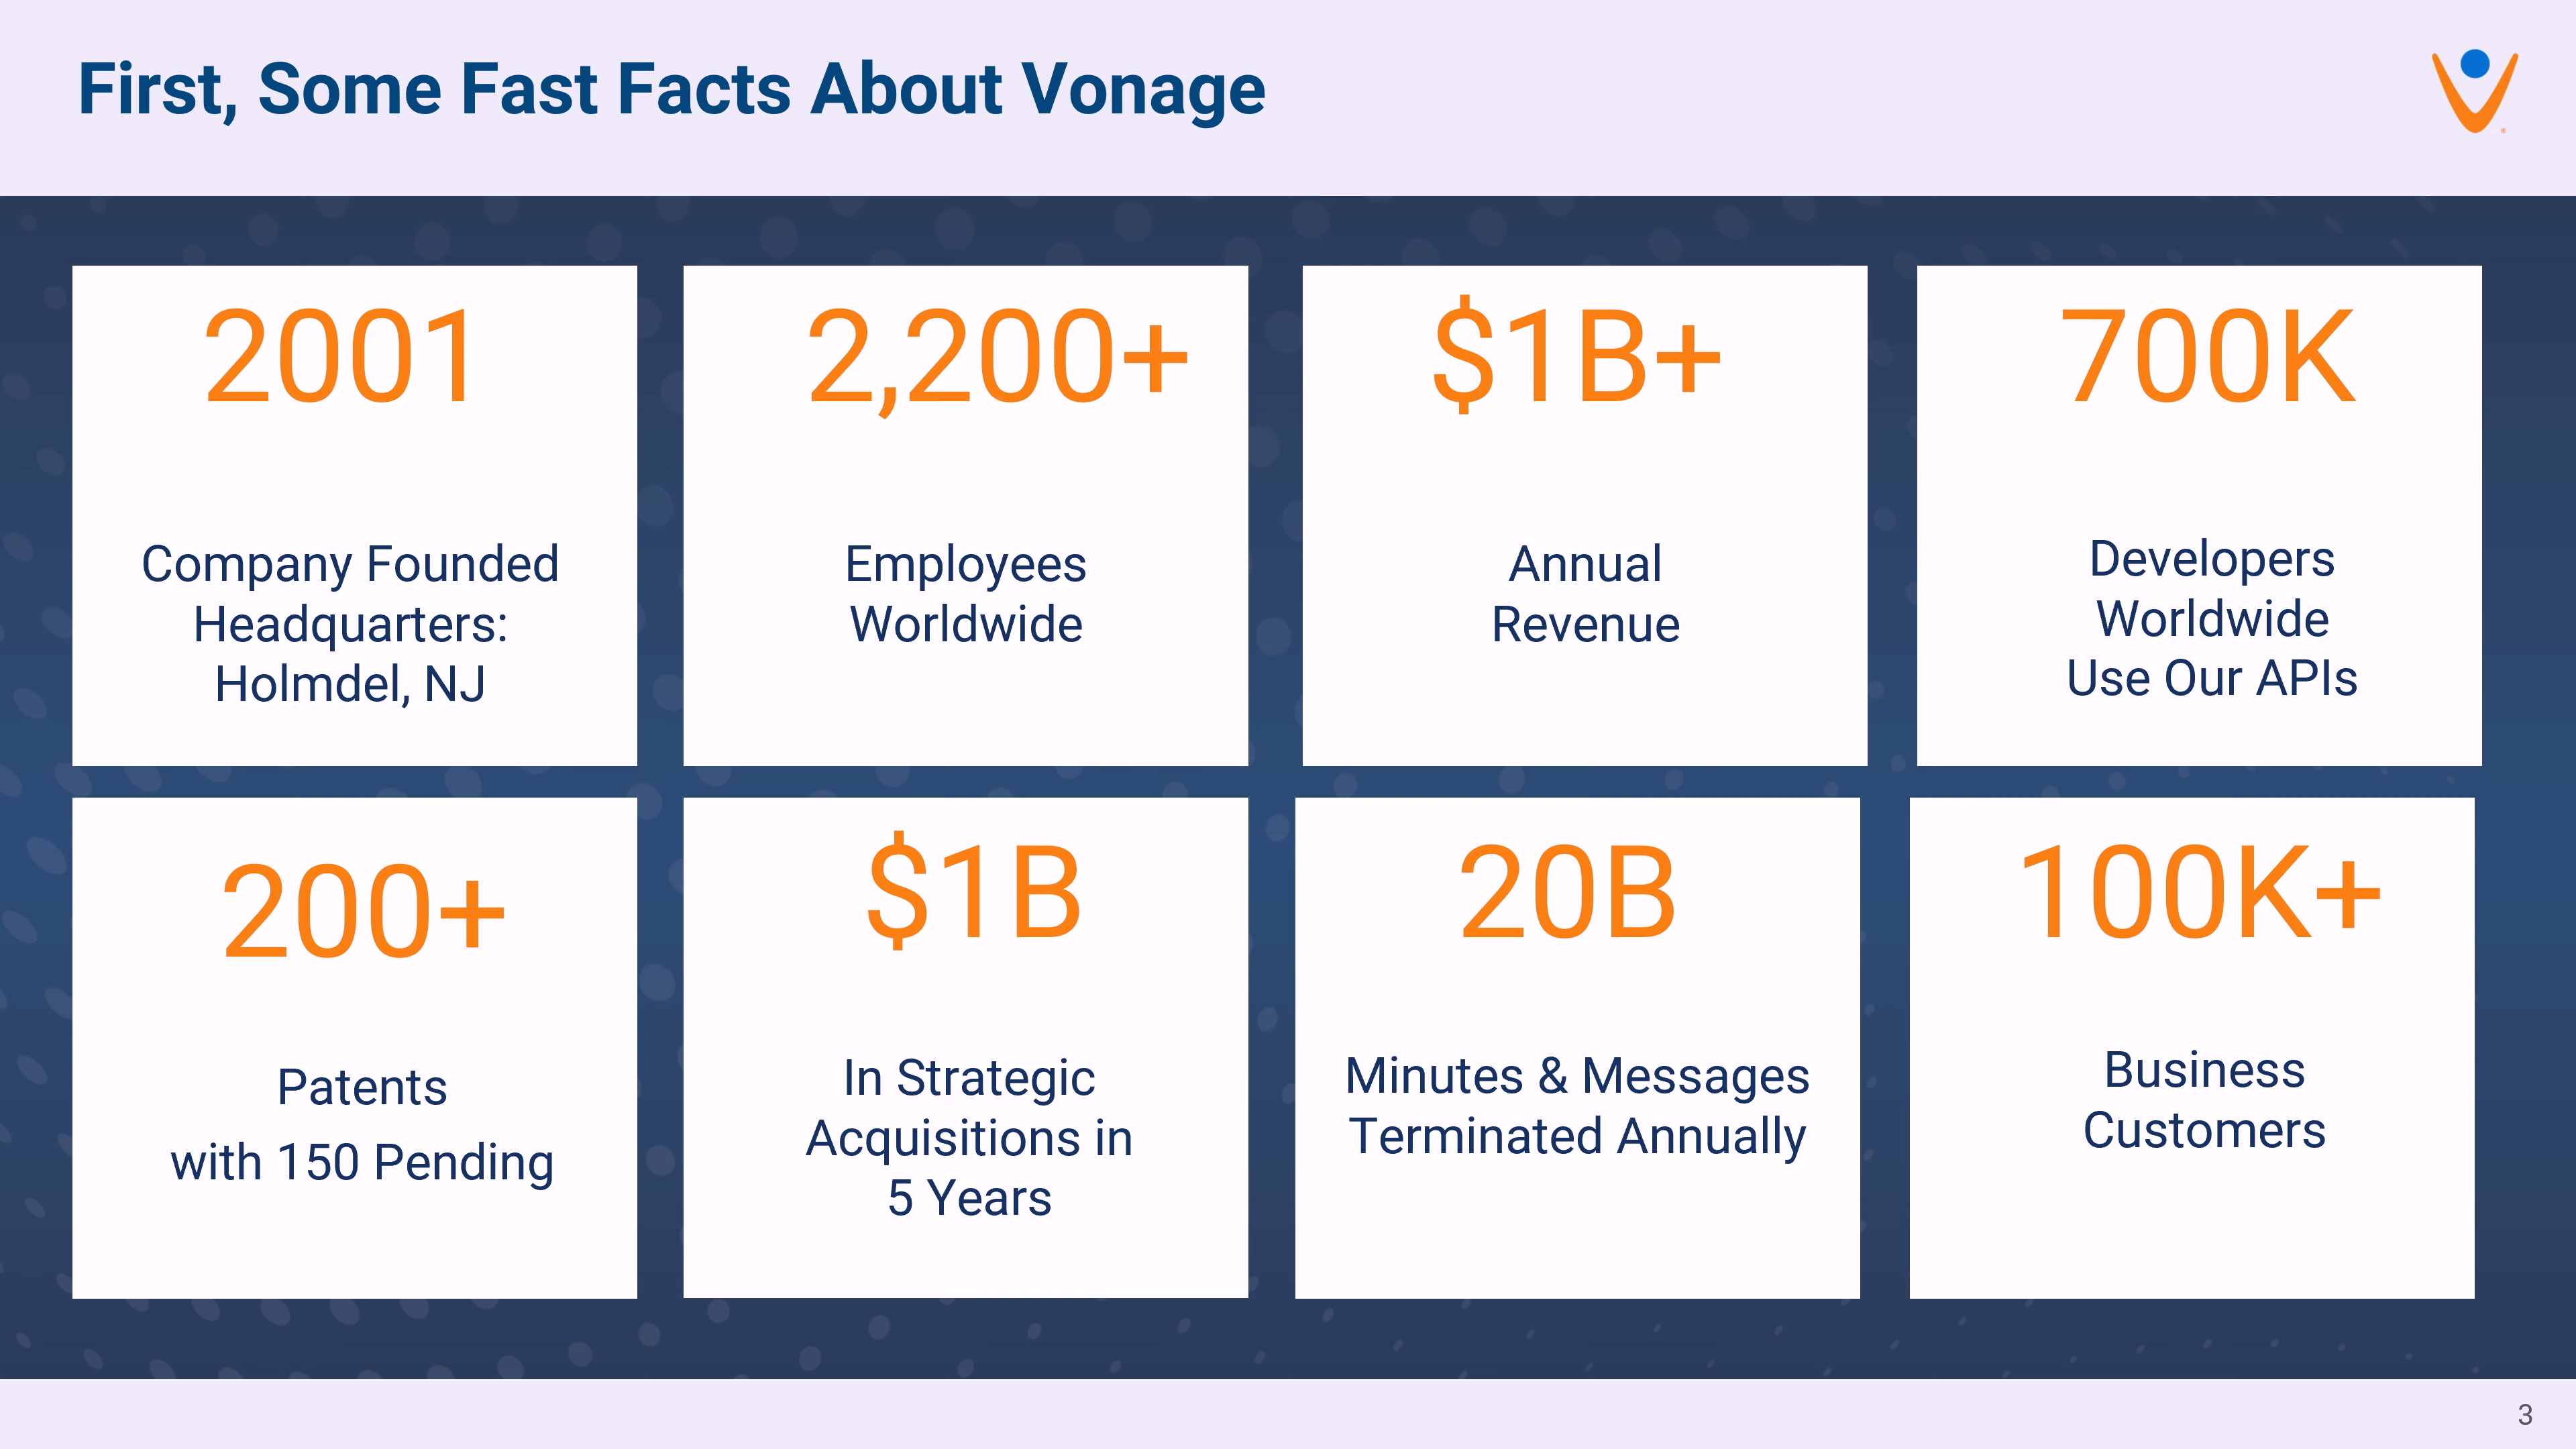 First, Some Fast Facts About Vonage
2001
Company Founded
Headquarters:
Holmdel, NJ
2,200+
Employees
Worldwide
$1B+
Annual
Revenue
700K
Developers
Worldwide
Use Our APIs
200+
Patents
with 150 Pending
$1B
In Strategic
Acquisitions in
5 Years
20B
Minutes & Messages
Terminated Annually
100K+
Business
Customers
3